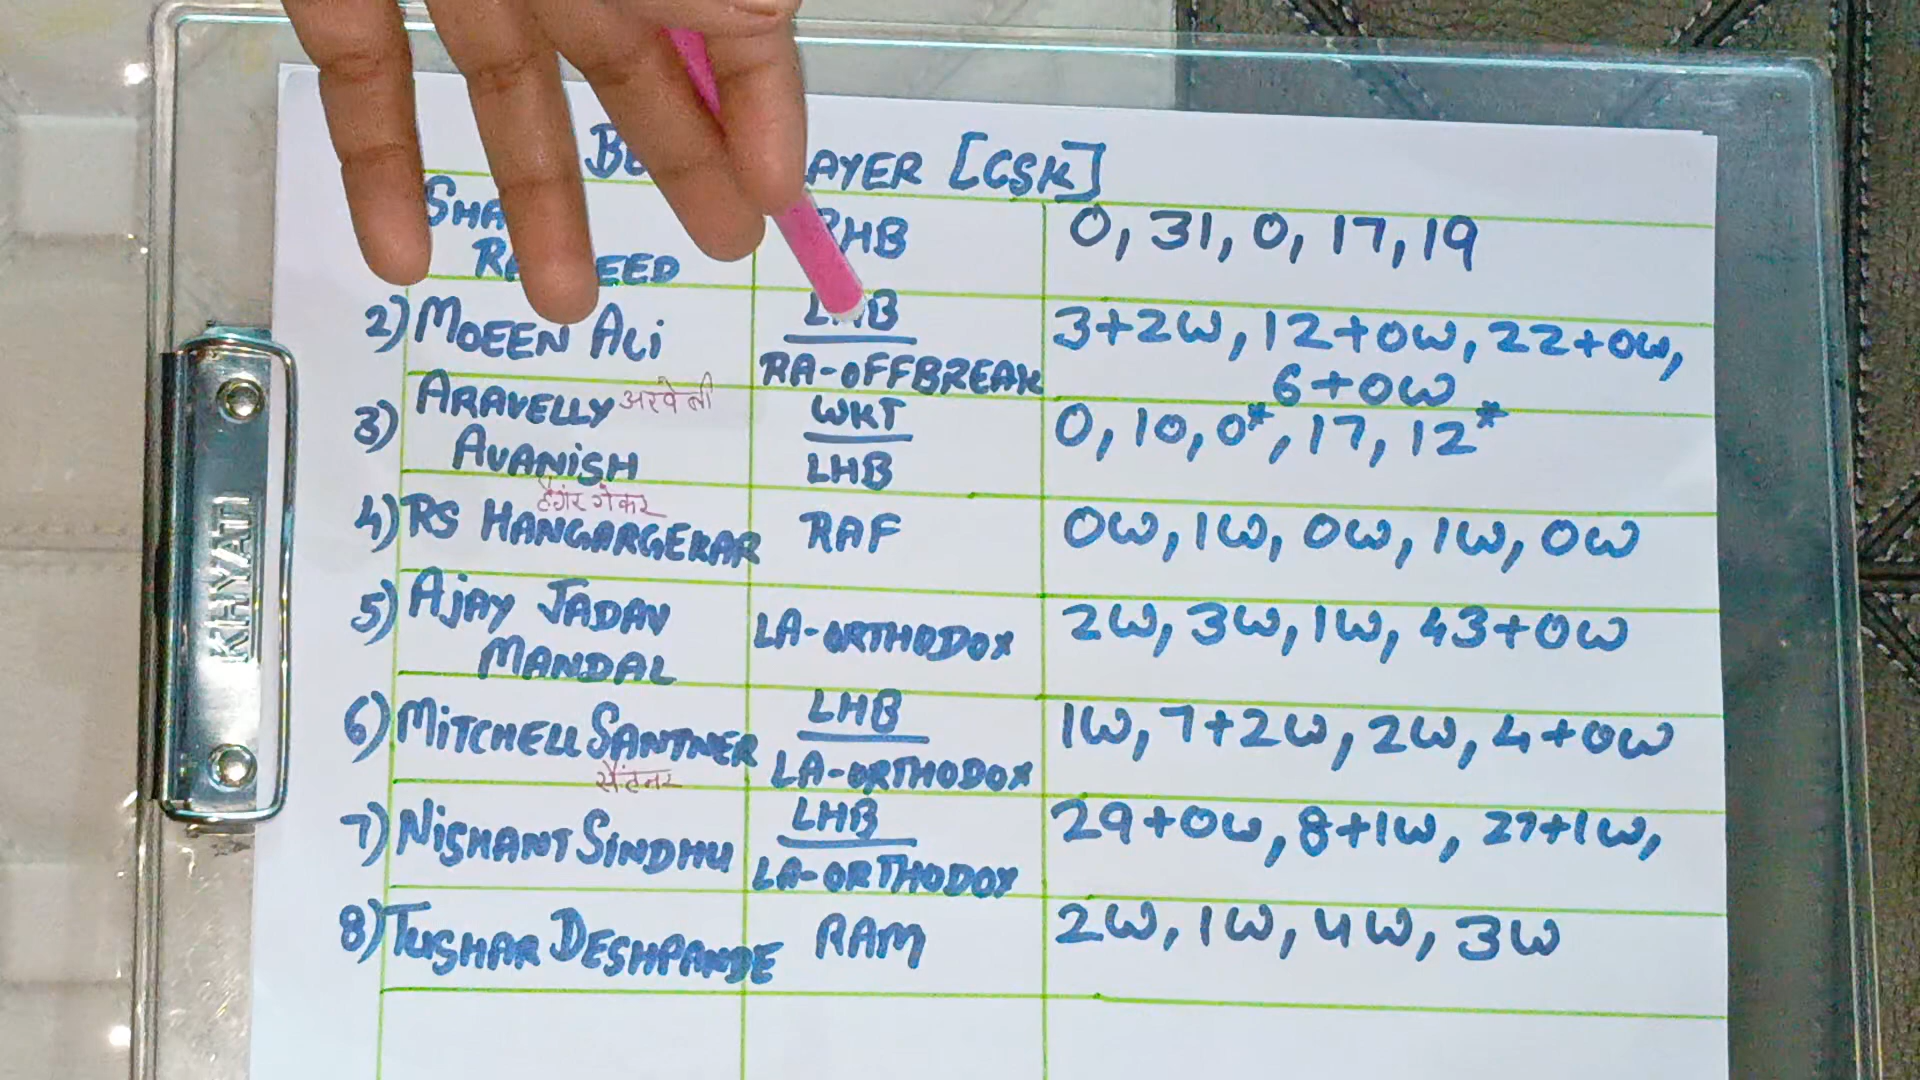 AYER [CSK]
RHB 0, 31, 0, 17, 19
EED
2) MOEEN ALI LHB 3+2W, 12+0W, 22+0W,
RA-OFFBREAK 6+0W
3) ARAVELLY अरवेली WKT 0, 10, 0*, 17, 12*
AVANISH LHB
हंगरगेकर
4) RS HANGARGEKAR RAF 0W, 1W, 0W, 1W, 0W
5) AJAY JADAV LA-ORTHODOX 2W, 3W, 1W, 43+0W
MANDAL
6) MITCHELL SANTNER LHB 1W, 7+2W, 2W, 4+0W
सैंटनर LA-ORTHODOX
7) NISHANT SINDHU LHB 29+0W, 8+1W, 27+1W,
LA-ORTHODOX
8) TUSHAR DESHPANDE RAM 2W, 1W, 4W, 3W
KHYATI